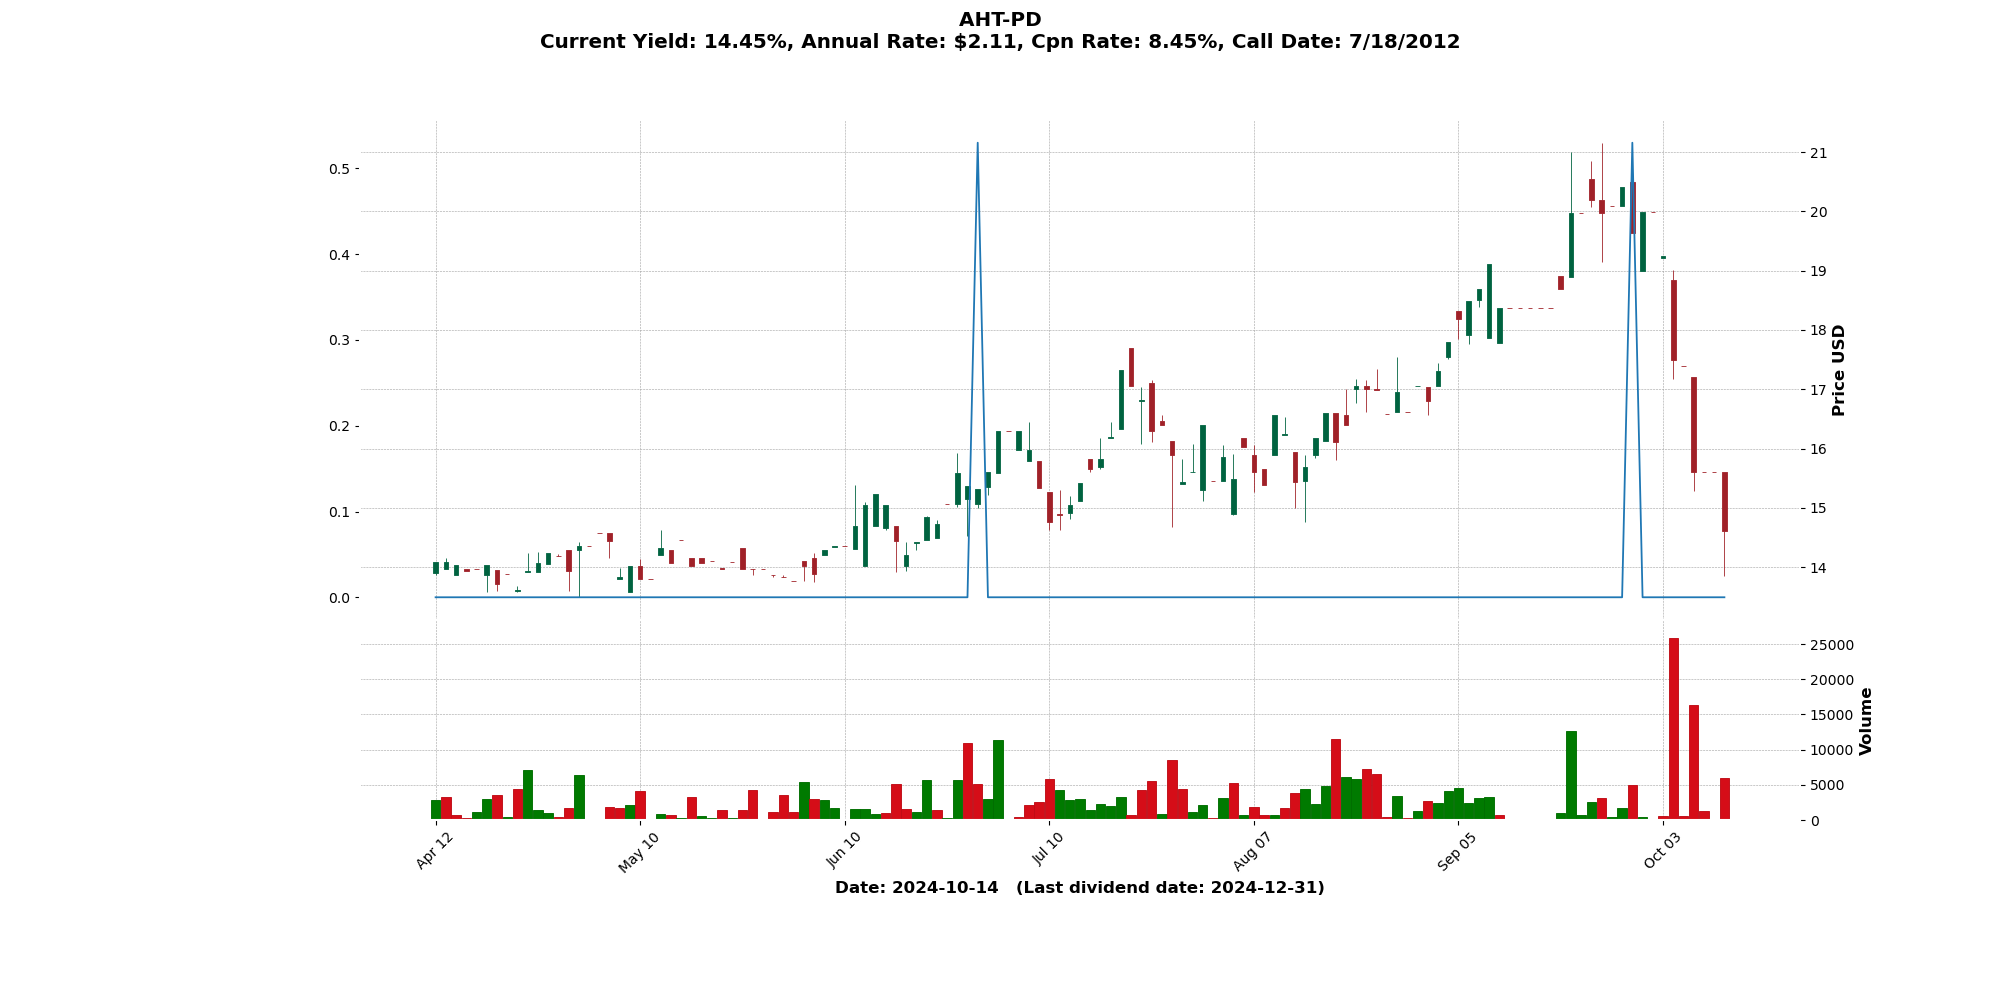 AHT-PD
Current Yield: 14.45%, Annual Rate: $2.11, Cpn Rate: 8.45%, Call Date: 7/18/2012
0.5
0.4
0.3
0.2
0.1
0.0
21
20
19
18
17
16
15
14
Price USD
25000
20000
15000
10000
5000
0
Volume
Apr 12
May 10
Jun 10
Jul 10
Aug 07
Sep 05
Oct 03
Date: 2024-10-14 (Last dividend date: 2024-12-31)